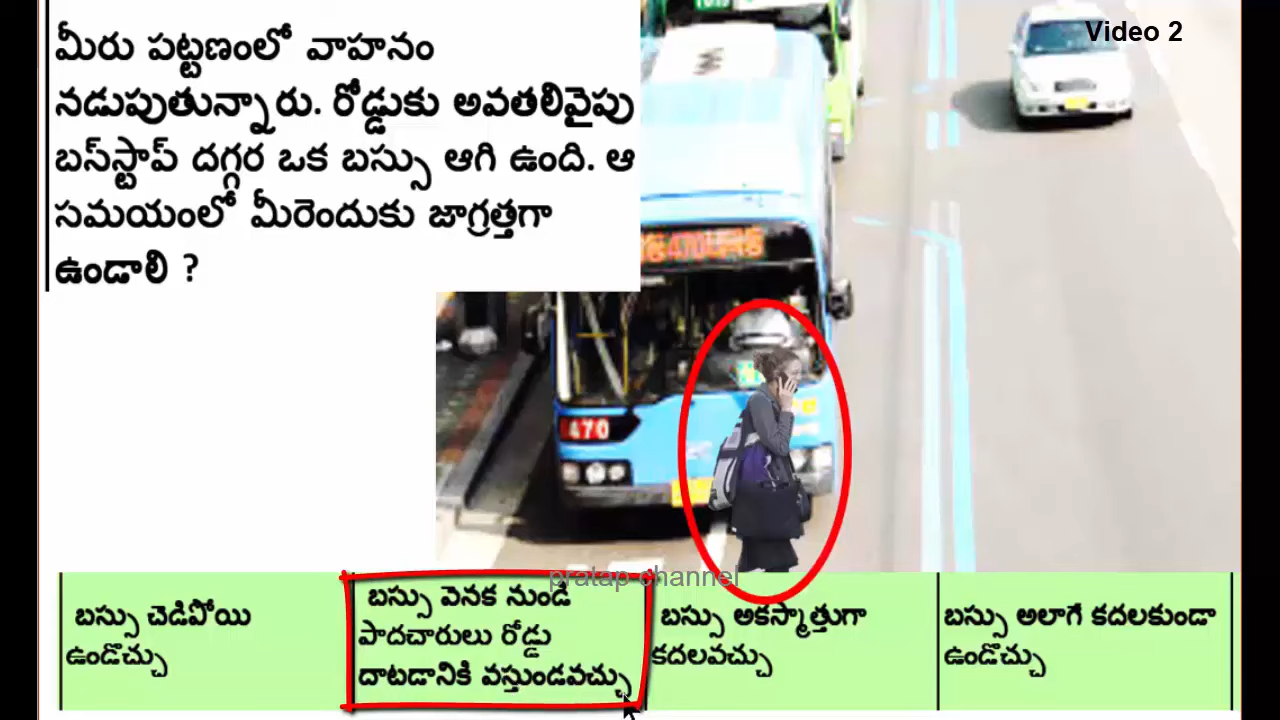 Video 2
మీరు పట్టణంలో వాహనం
నడుపుతున్నారు. రోడ్డుకు అవతలివైపు
బస్‌స్టాప్ దగ్గర ఒక బస్సు ఆగి ఉంది. ఆ
సమయంలో మీరెందుకు జాగ్రత్తగా
ఉండాలి ?
470
pratap channel
బస్సు చెడిపోయి
ఉండొచ్చు
బస్సు వెనక నుండి
పాదచారులు రోడ్డు
దాటడానికి వస్తుండవచ్చు
బస్సు అకస్మాత్తుగా
కదలవచ్చు
బస్సు అలాగే కదలకుండా
ఉండొచ్చు